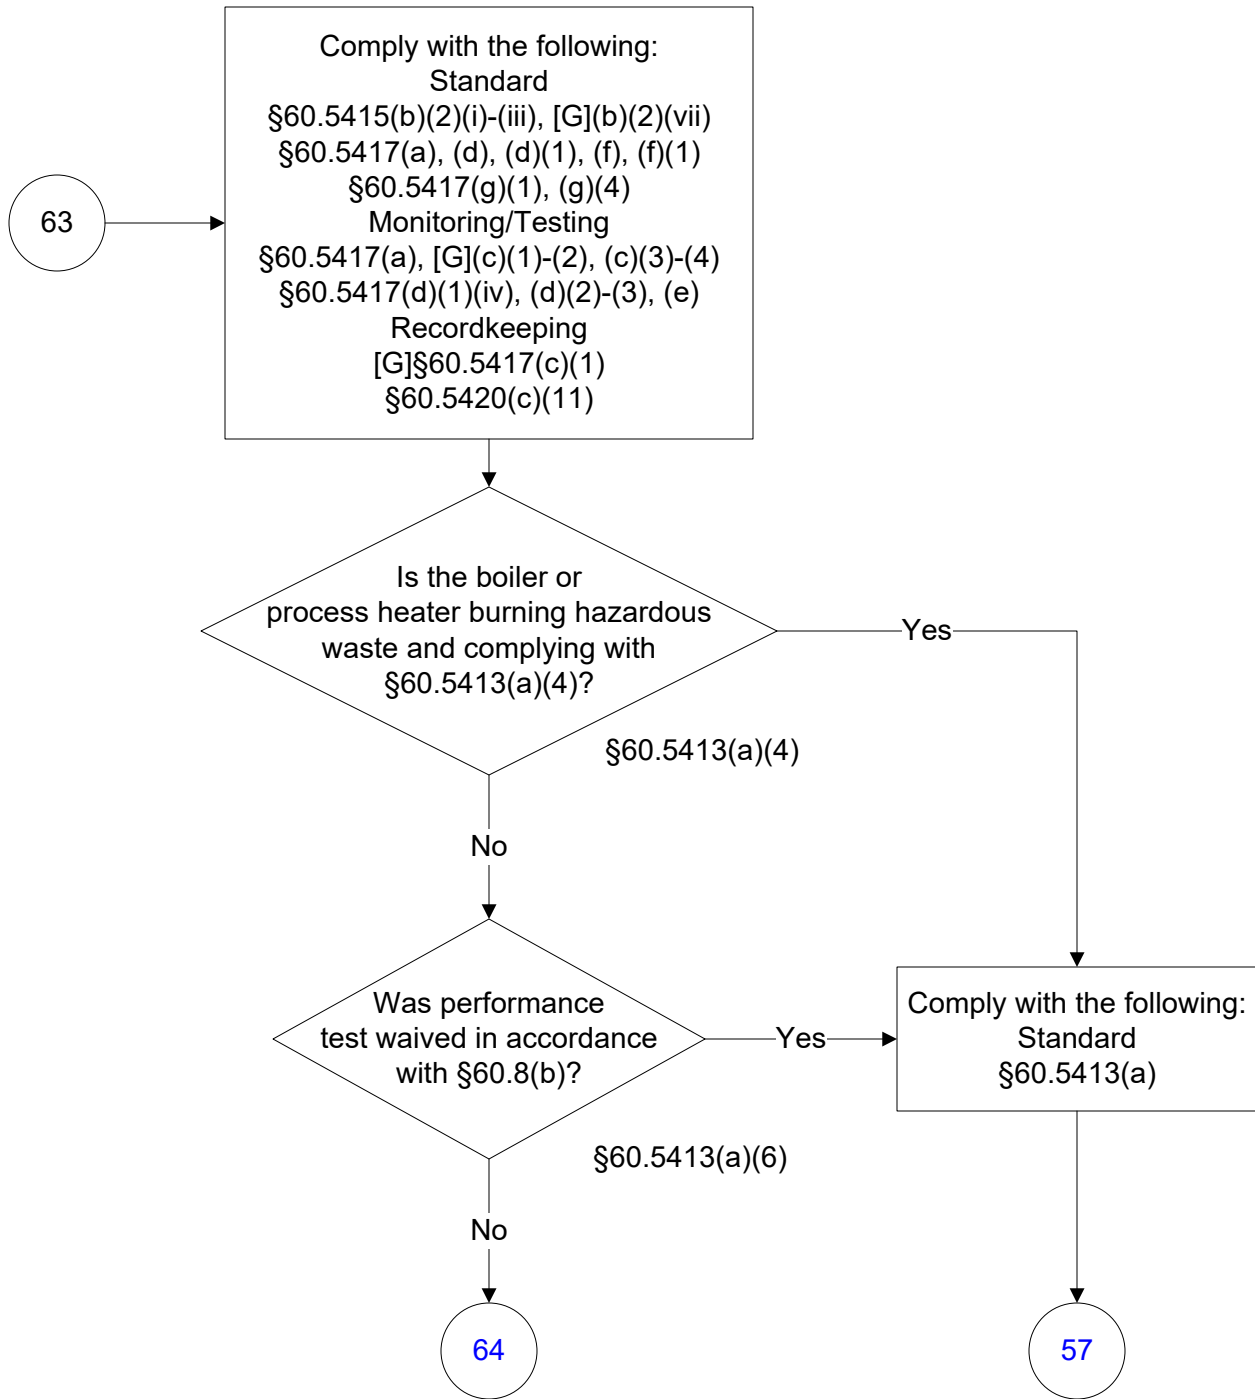 Comply with the following:
Standard
§60.5415(b)(2)(i)-(iii), [G](b)(2)(vii)
§60.5417(a), (d), (d)(1), (f), (f)(1)
§60.5417(g)(1), (g)(4)
Monitoring/Testing
§60.5417(a), [G](c)(1)-(2), (c)(3)-(4)
§60.5417(d)(1)(iv), (d)(2)-(3), (e)
Recordkeeping
[G]§60.5417(c)(1)
§60.5420(c)(11)
63
Is the boiler or
process heater burning hazardous
waste and complying with
§60.5413(a)(4)?
Yes
§60.5413(a)(4)
No
Was performance
test waived in accordance
with §60.8(b)?
Yes
§60.5413(a)(6)
Comply with the following:
Standard
§60.5413(a)
No
64
57